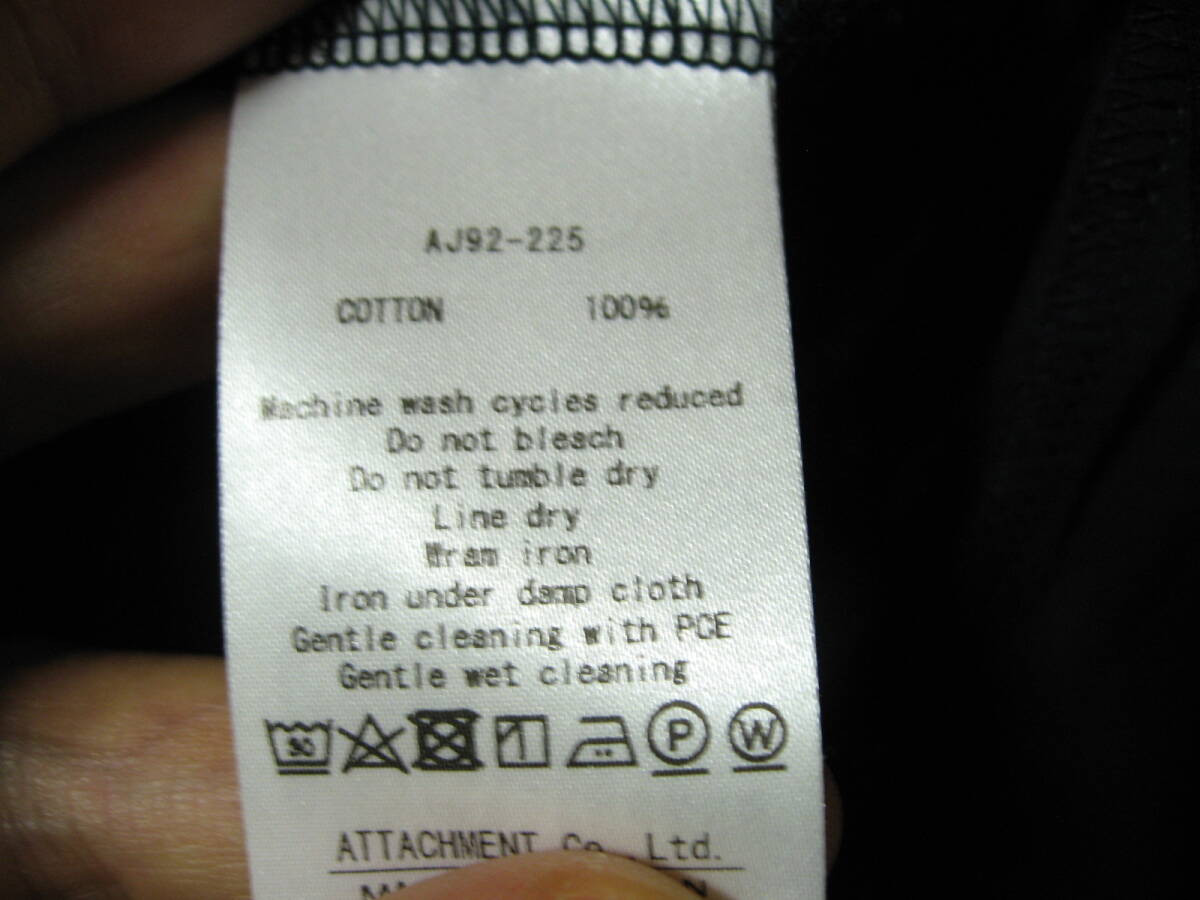 AJ92-225
COTTON 100%
Machine wash cycles reduced
Do not bleach
Do not tumble dry
Line dry
Wram iron
Iron under damp cloth
Gentle cleaning with PCE
Gentle wet cleaning
30 P W
ATTACHMENT Co.,Ltd.